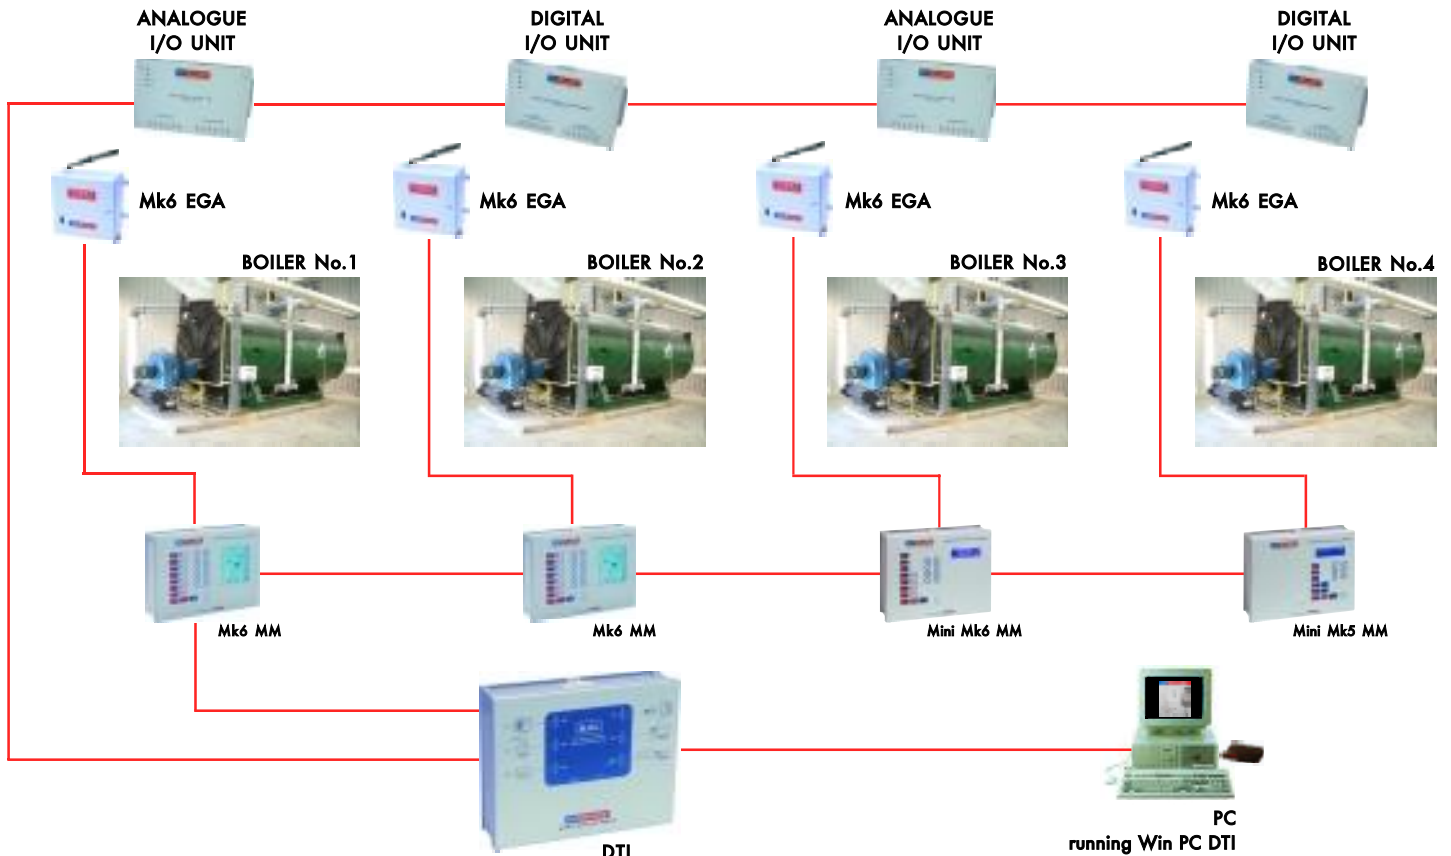 ANALOGUE
I/O UNIT
DIGITAL
I/O UNIT
ANALOGUE
I/O UNIT
DIGITAL
I/O UNIT
Mk6 EGA
Mk6 EGA
Mk6 EGA
Mk6 EGA
BOILER No.1
BOILER No.2
BOILER No.3
BOILER No.4
Mk6 MM
Mk6 MM
Mini Mk6 MM
Mini Mk5 MM
DTI
PC
running Win PC DTI